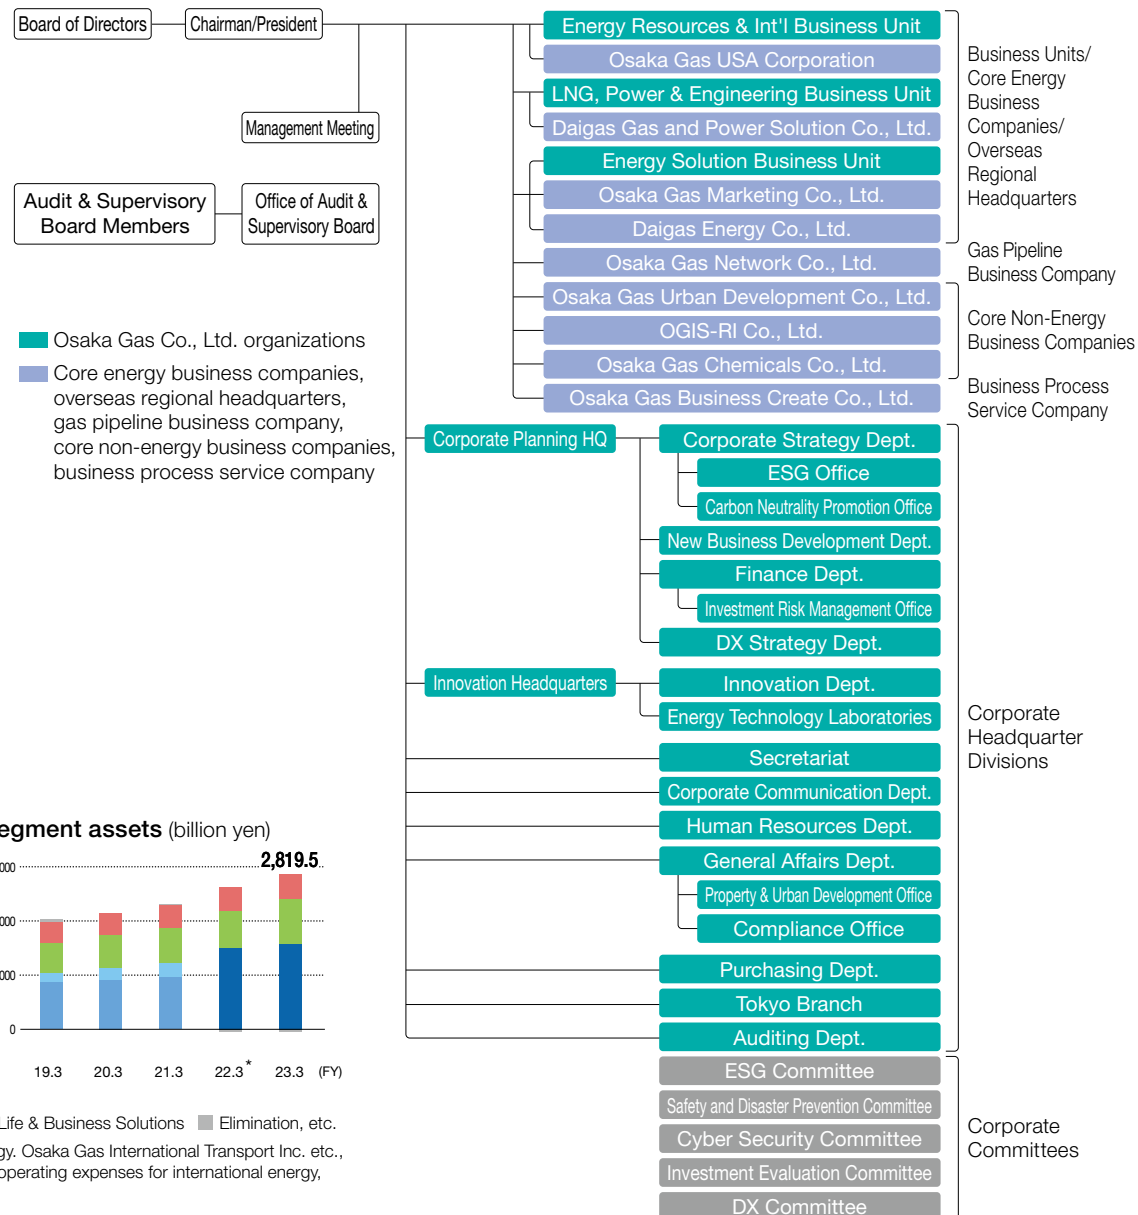 Board of Directors
Chairman/President
Management Meeting
Audit & Supervisory
Board Members
Office of Audit &
Supervisory Board
Osaka Gas Co., Ltd. organizations
Core energy business companies,
overseas regional headquarters,
gas pipeline business company,
core non-energy business companies,
business process service company
Energy Resources & Int'l Business Unit
Osaka Gas USA Corporation
LNG, Power & Engineering Business Unit
Daigas Gas and Power Solution Co., Ltd.
Energy Solution Business Unit
Osaka Gas Marketing Co., Ltd.
Daigas Energy Co., Ltd.
Osaka Gas Network Co., Ltd.
Osaka Gas Urban Development Co., Ltd.
OGIS-RI Co., Ltd.
Osaka Gas Chemicals Co., Ltd.
Osaka Gas Business Create Co., Ltd.
Business Units/
Core Energy
Business
Companies/
Overseas
Regional
Headquarters
Gas Pipeline
Business Company
Core Non-Energy
Business Companies
Business Process
Service Company
Corporate Planning HQ
Corporate Strategy Dept.
ESG Office
Carbon Neutrality Promotion Office
New Business Development Dept.
Finance Dept.
Investment Risk Management Office
DX Strategy Dept.
Innovation Headquarters
Innovation Dept.
Energy Technology Laboratories
Secretariat
Corporate Communication Dept.
Human Resources Dept.
General Affairs Dept.
Property & Urban Development Office
Compliance Office
Purchasing Dept.
Tokyo Branch
Auditing Dept.
Corporate
Headquarter
Divisions
ESG Committee
Safety and Disaster Prevention Committee
Cyber Security Committee
Investment Evaluation Committee
DX Committee
Corporate
Committees
egment assets (billion yen)
2,819.5
000
000
000
0
19.3 20.3 21.3 22.3* 23.3 (FY)
Life & Business Solutions Elimination, etc.
gy. Osaka Gas International Transport Inc. etc.,
operating expenses for international energy,